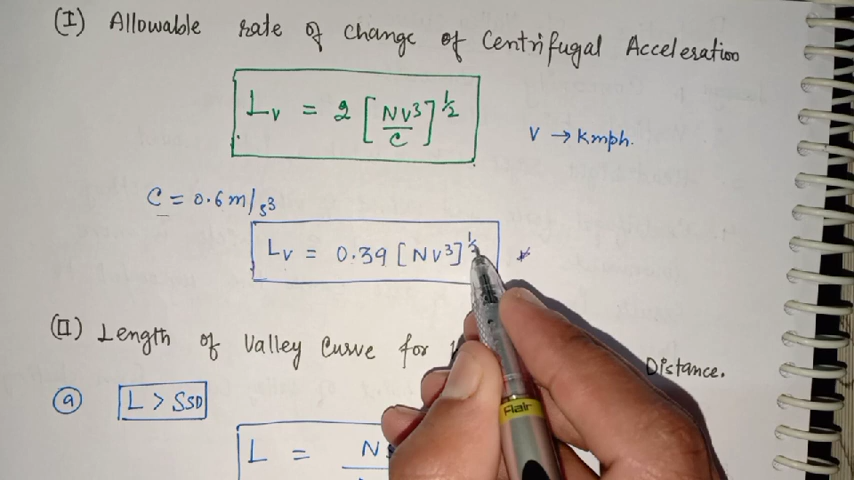 (I) Allowable rate of change of Centrifugal Acceleration
Lv = 2 [Nv³/C]^½
V → Kmph.
C = 0.6 m/s³
Lv = 0.39 [Nv³]^½
(II) Length of Valley Curve for
Distance.
(a) L > SSD
L = N
Flair